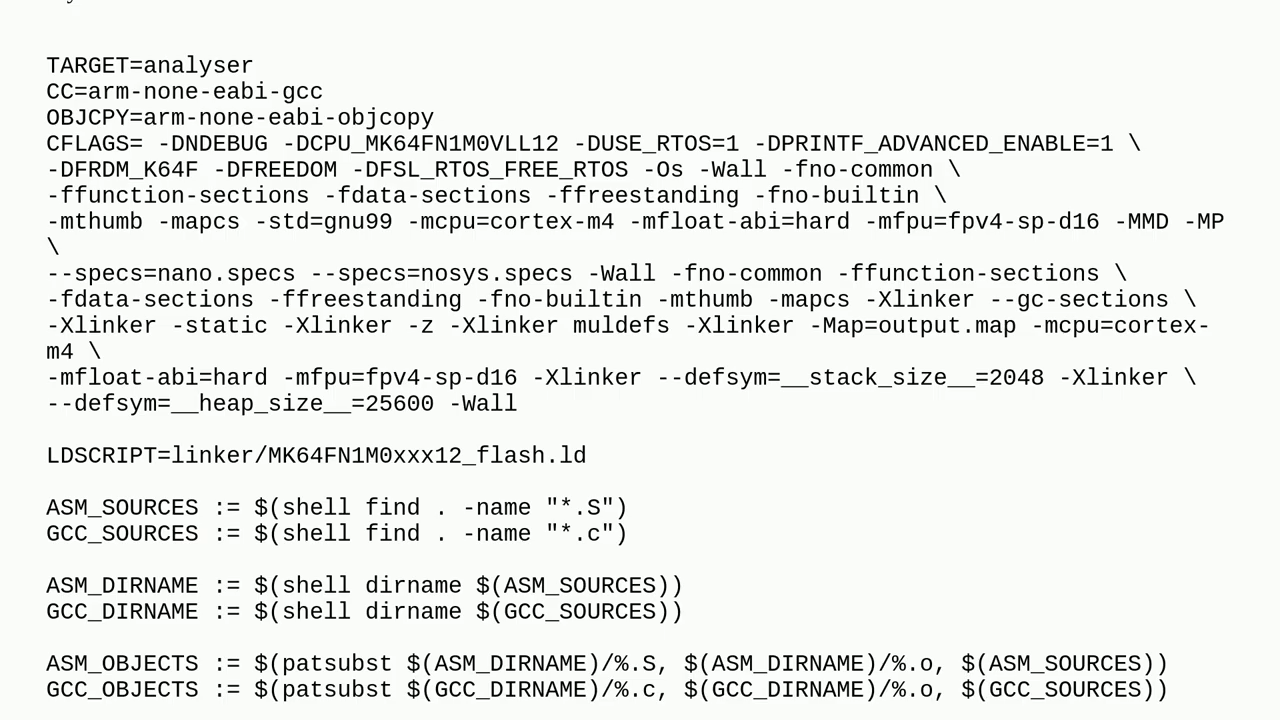 TARGET=analyser
CC=arm-none-eabi-gcc
OBJCPY=arm-none-eabi-objcopy
CFLAGS= -DNDEBUG -DCPU_MK64FN1M0VLL12 -DUSE_RTOS=1 -DPRINTF_ADVANCED_ENABLE=1 \
-DFRDM_K64F -DFREEDOM -DFSL_RTOS_FREE_RTOS -Os -Wall -fno-common \
-ffunction-sections -fdata-sections -ffreestanding -fno-builtin \
-mthumb -mapcs -std=gnu99 -mcpu=cortex-m4 -mfloat-abi=hard -mfpu=fpv4-sp-d16 -MMD -MP
\
--specs=nano.specs --specs=nosys.specs -Wall -fno-common -ffunction-sections \
-fdata-sections -ffreestanding -fno-builtin -mthumb -mapcs -Xlinker --gc-sections \
-Xlinker -static -Xlinker -z -Xlinker muldefs -Xlinker -Map=output.map -mcpu=cortex-
m4 \
-mfloat-abi=hard -mfpu=fpv4-sp-d16 -Xlinker --defsym=__stack_size__=2048 -Xlinker \
--defsym=__heap_size__=25600 -Wall
LDSCRIPT=linker/MK64FN1M0xxx12_flash.ld
ASM_SOURCES := $(shell find . -name "*.S")
GCC_SOURCES := $(shell find . -name "*.c")
ASM_DIRNAME := $(shell dirname $(ASM_SOURCES))
GCC_DIRNAME := $(shell dirname $(GCC_SOURCES))
ASM_OBJECTS := $(patsubst $(ASM_DIRNAME)/%.S, $(ASM_DIRNAME)/%.o, $(ASM_SOURCES))
GCC_OBJECTS := $(patsubst $(GCC_DIRNAME)/%.c, $(GCC_DIRNAME)/%.o, $(GCC_SOURCES))